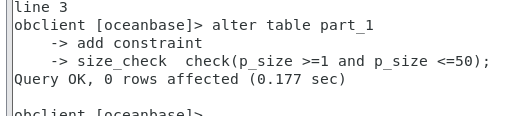 line 3
obclient [oceanbase]> alter table part_1
    -> add constraint
    -> size_check  check(p_size >=1 and p_size <=50);
Query OK, 0 rows affected (0.177 sec)

obclient [oceanbase]>